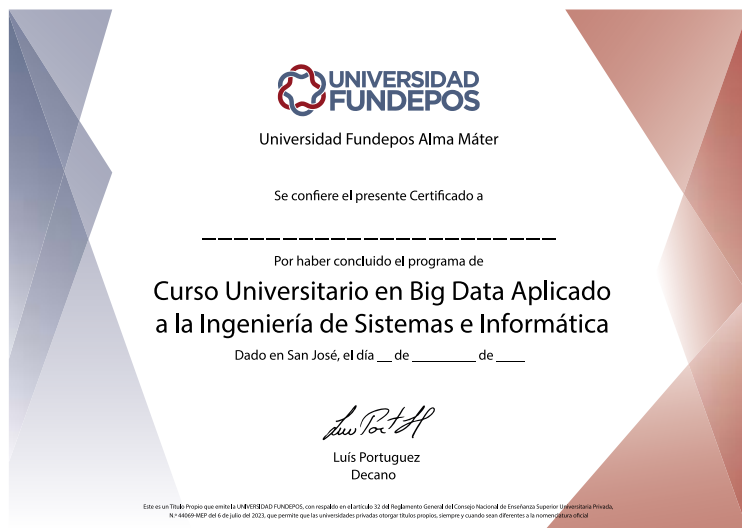 UNIVERSIDAD
FUNDEPOS
Universidad Fundepos Alma Máter
Se confiere el presente Certificado a
_______________________
Por haber concluido el programa de
Curso Universitario en Big Data Aplicado
a la Ingeniería de Sistemas e Informática
Dado en San José, el día __ de _________ de ____
Luís Portuguez
Decano
Este es un Título Propio que emite la UNIVERSIDAD FUNDEPOS, con respaldo en el artículo 32 del Reglamento General del Consejo Nacional de Enseñanza Superior Universitaria Privada,
N.º 44069-MEP del 6 de julio del 2023, que permite que las universidades privadas otorgar títulos propios, siempre y cuando sean diferentes a la nomenclatura oficial